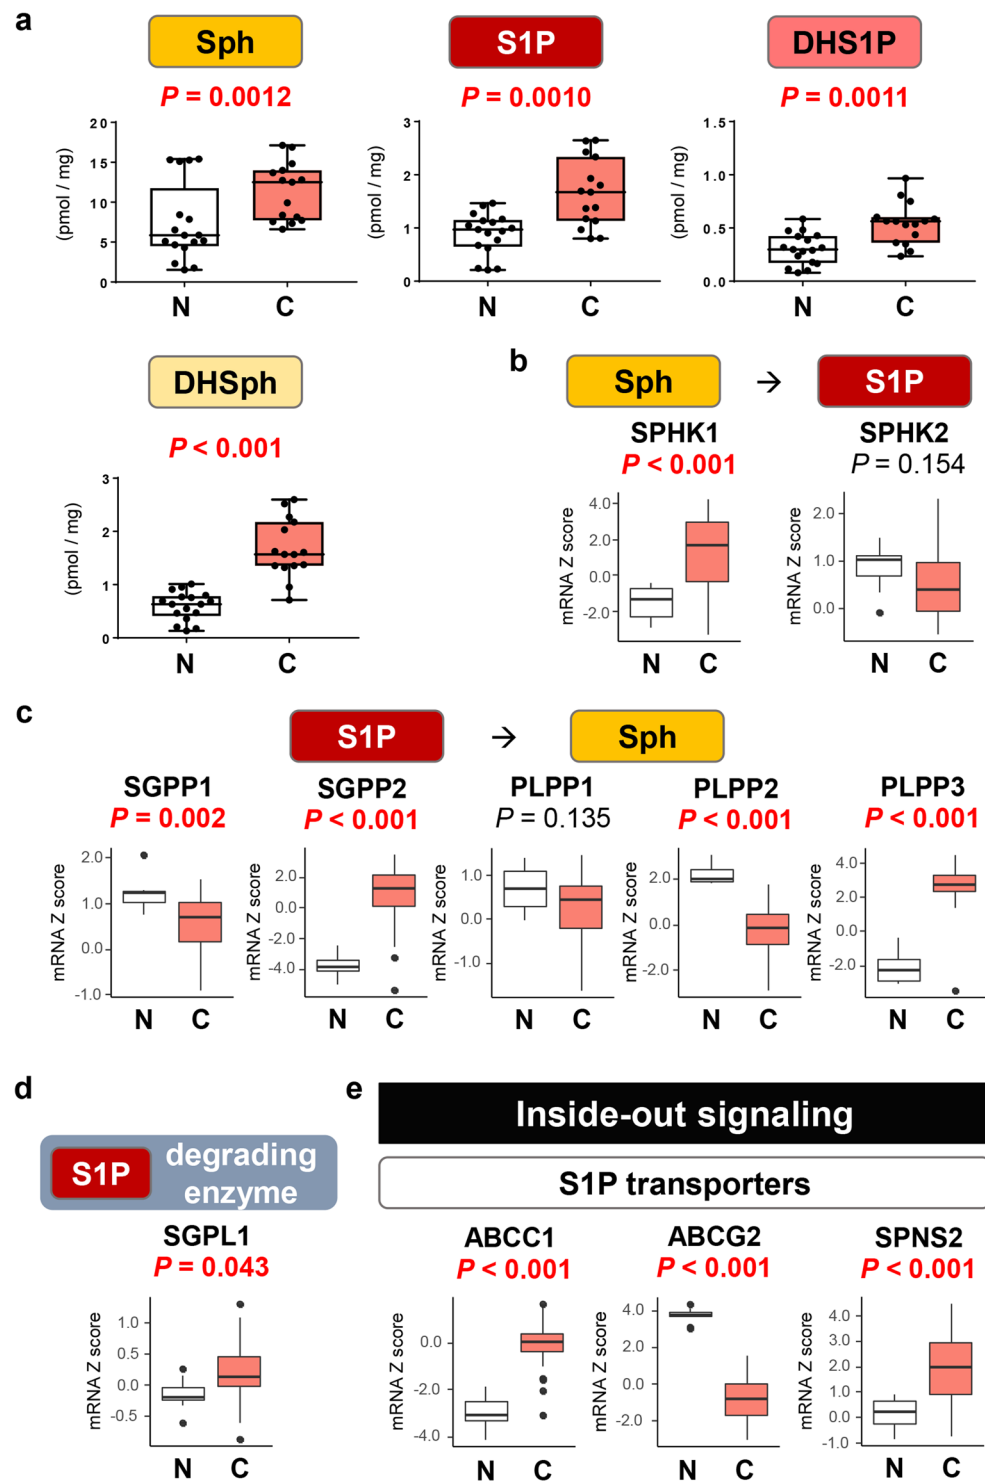 a
Sph
S1P
DHS1P
P = 0.0012
P = 0.0010
P = 0.0011
(pmol / mg)
20
15
10
5
0
N C
(pmol / mg)
3
2
1
0
N C
(pmol / mg)
1.5
1.0
0.5
0.0
N C
DHSph
P < 0.001
(pmol / mg)
3
2
1
0
N C
b
Sph → S1P
SPHK1
P < 0.001
mRNA Z score
4.0
2.0
0.0
-2.0
N C
SPHK2
P = 0.154
mRNA Z score
2.0
1.0
0.0
N C
c
S1P → Sph
SGPP1
P = 0.002
mRNA Z score
2.0
1.0
0.0
-1.0
N C
SGPP2
P < 0.001
mRNA Z score
2.0
0.0
-2.0
-4.0
N C
PLPP1
P = 0.135
mRNA Z score
1.0
0.0
-1.0
N C
PLPP2
P < 0.001
mRNA Z score
2.0
0.0
-2.0
N C
PLPP3
P < 0.001
mRNA Z score
4.0
2.0
0.0
-2.0
N C
d
S1P
degrading
enzyme
SGPL1
P = 0.043
mRNA Z score
1.0
0.5
0.0
-0.5
N C
e
Inside-out signaling
S1P transporters
ABCC1
P < 0.001
mRNA Z score
0.0
-2.0
-4.0
N C
ABCG2
P < 0.001
mRNA Z score
4.0
2.0
0.0
-2.0
N C
SPNS2
P < 0.001
mRNA Z score
4.0
3.0
2.0
1.0
0.0
-1.0
N C